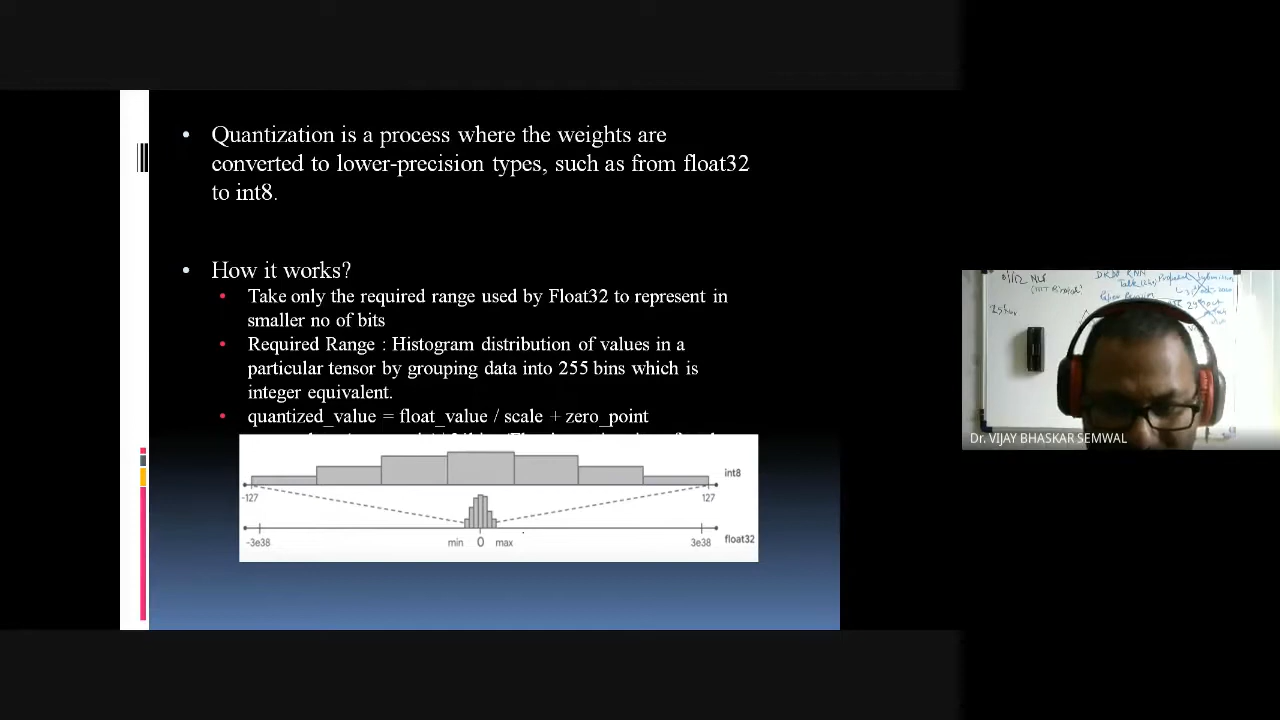 • Quantization is a process where the weights are
converted to lower-precision types, such as from float32
to int8.
• How it works?
• Take only the required range used by Float32 to represent in
smaller no of bits
• Required Range : Histogram distribution of values in a
particular tensor by grouping data into 255 bins which is
integer equivalent.
• quantized_value = float_value / scale + zero_point
int8
-127 127
-3e38 min 0 max 3e38 float32
Dr. VIJAY BHASKAR SEMWAL
NLP
DRDO RNN